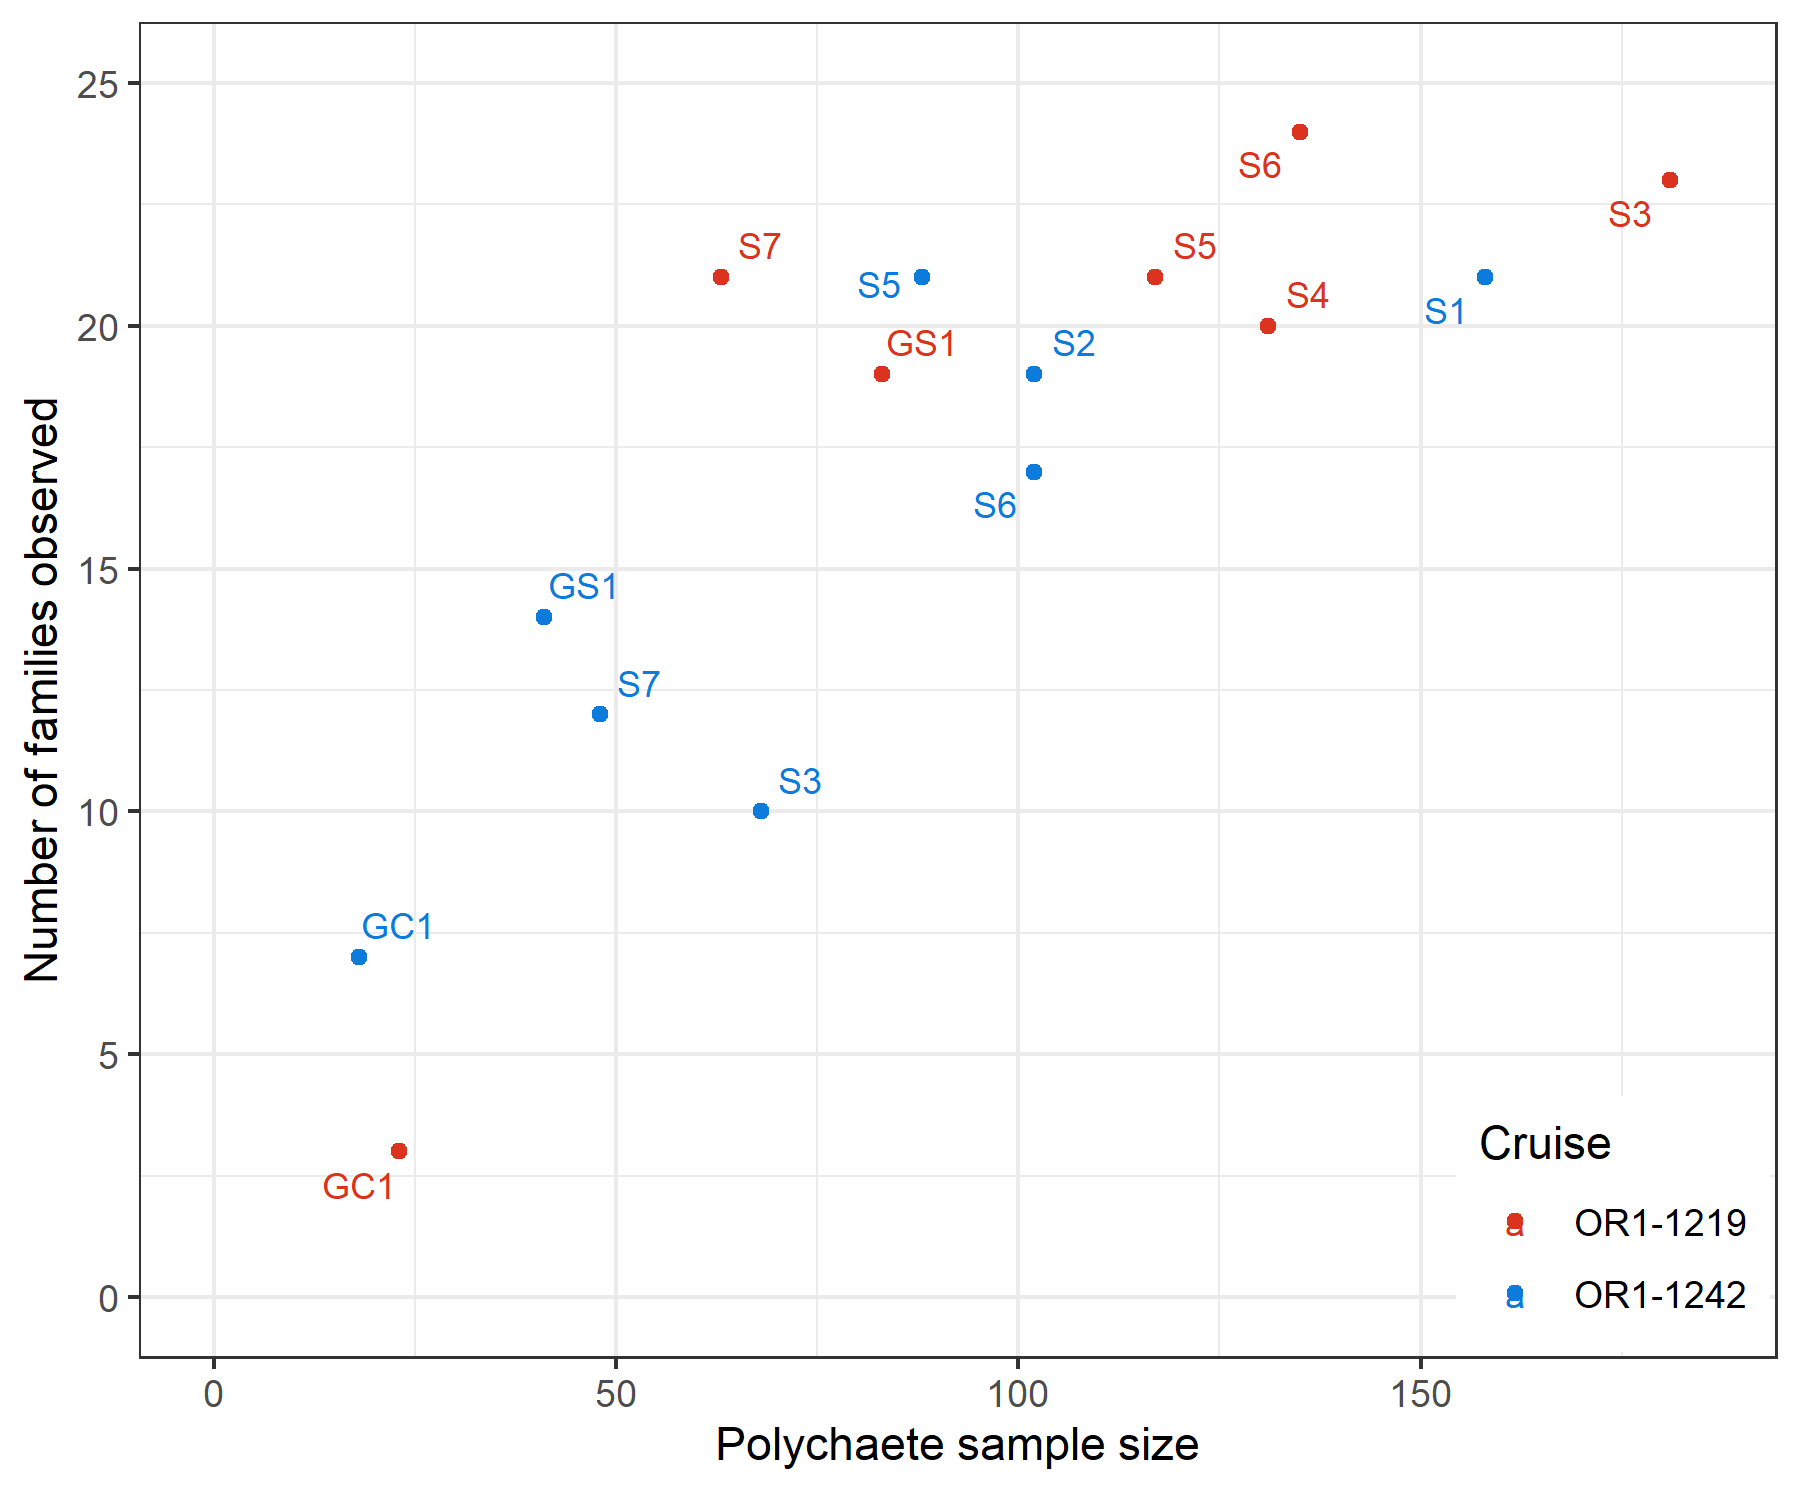 25
S6
S3
S7
S5
S5
S4
S1
20
GS1
S2
Number of families observed
S6
15
GS1
S7
S3
10
GC1
5
Cruise
GC1
a OR1-1219
a OR1-1242
0
0 50 100 150
Polychaete sample size